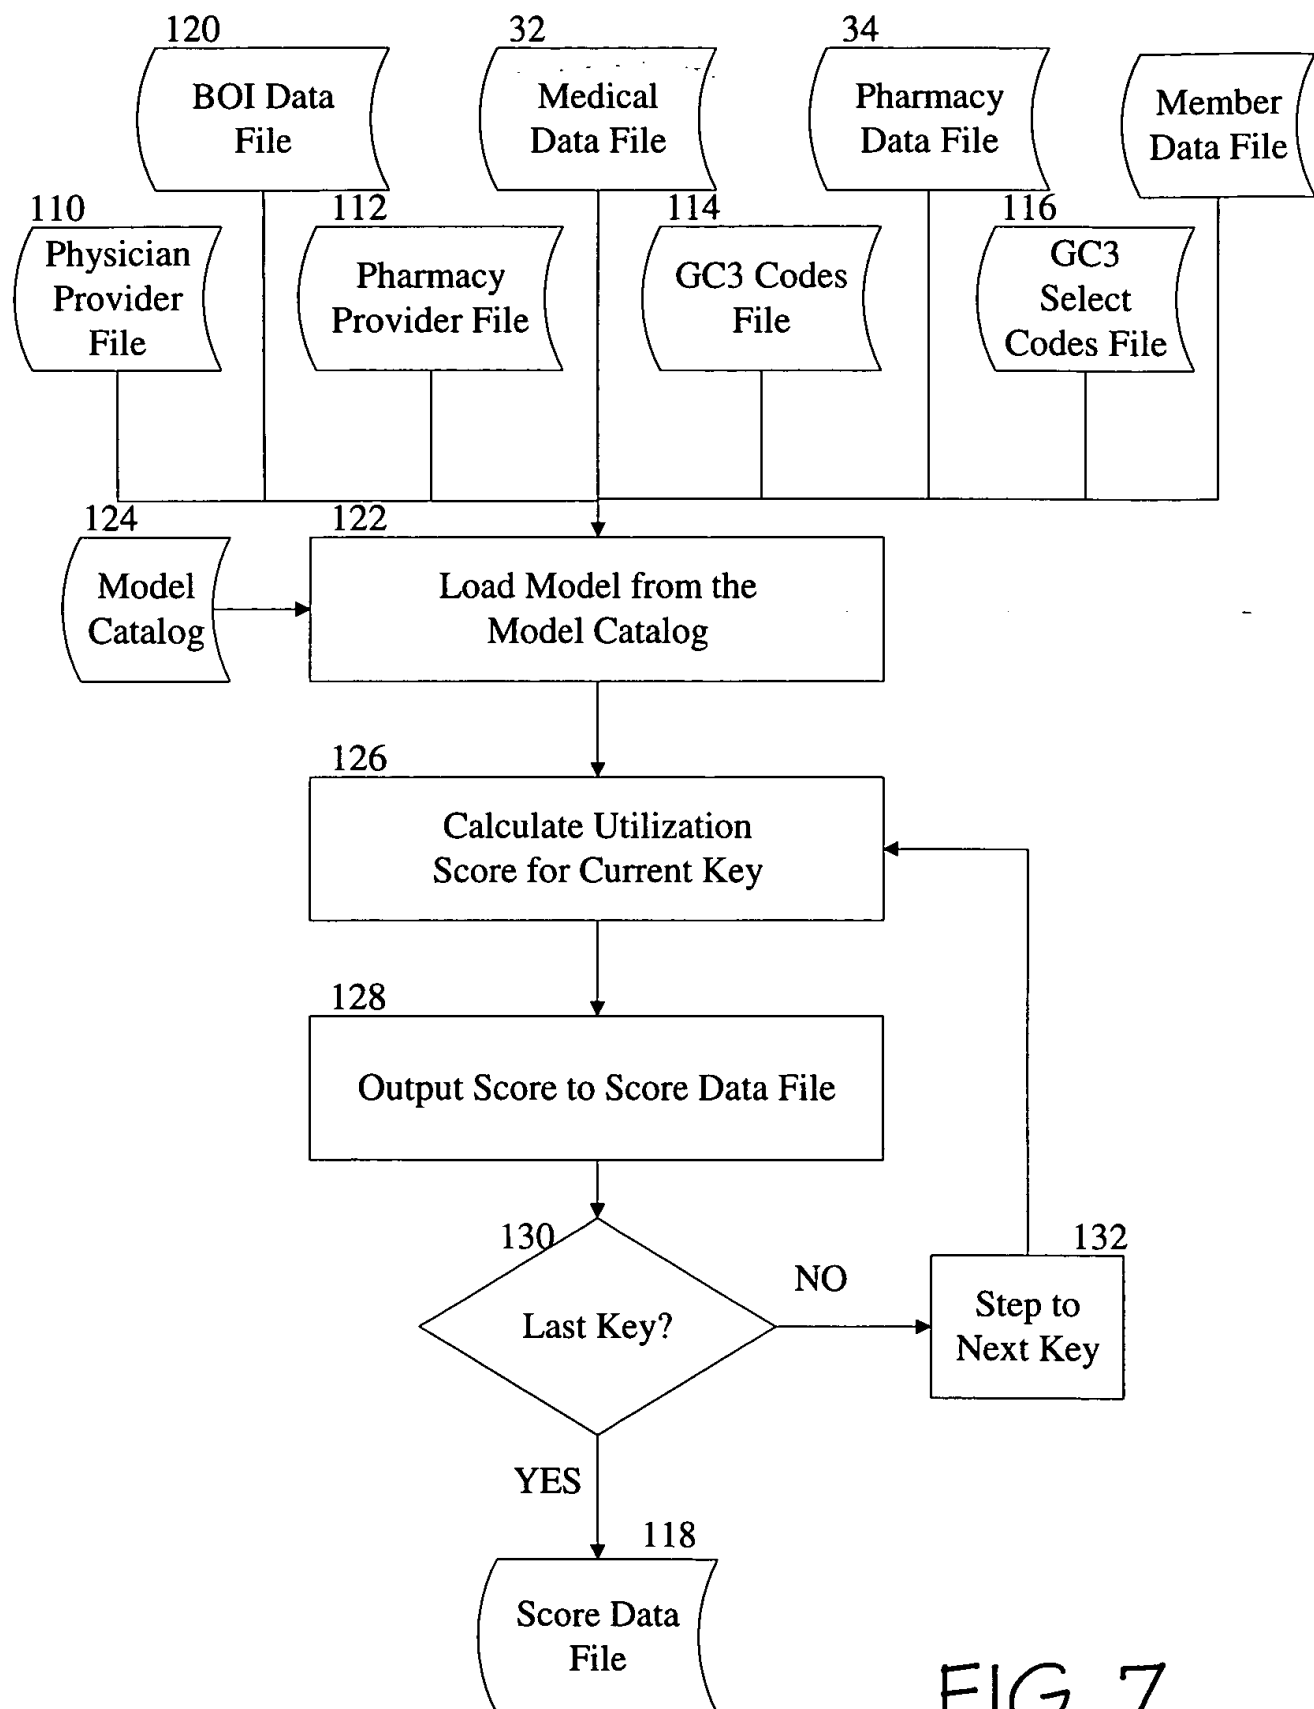 120
32
34
BOI Data
File
Medical
Data File
Pharmacy
Data File
Member
Data File
110
112
114
116
Physician
Provider
File
Pharmacy
Provider File
GC3 Codes
File
GC3
Select
Codes File
124
122
Model
Catalog
Load Model from the
Model Catalog
126
Calculate Utilization
Score for Current Key
128
Output Score to Score Data File
130
132
NO
Last Key?
Step to
Next Key
YES
118
Score Data
File
FIG. 7